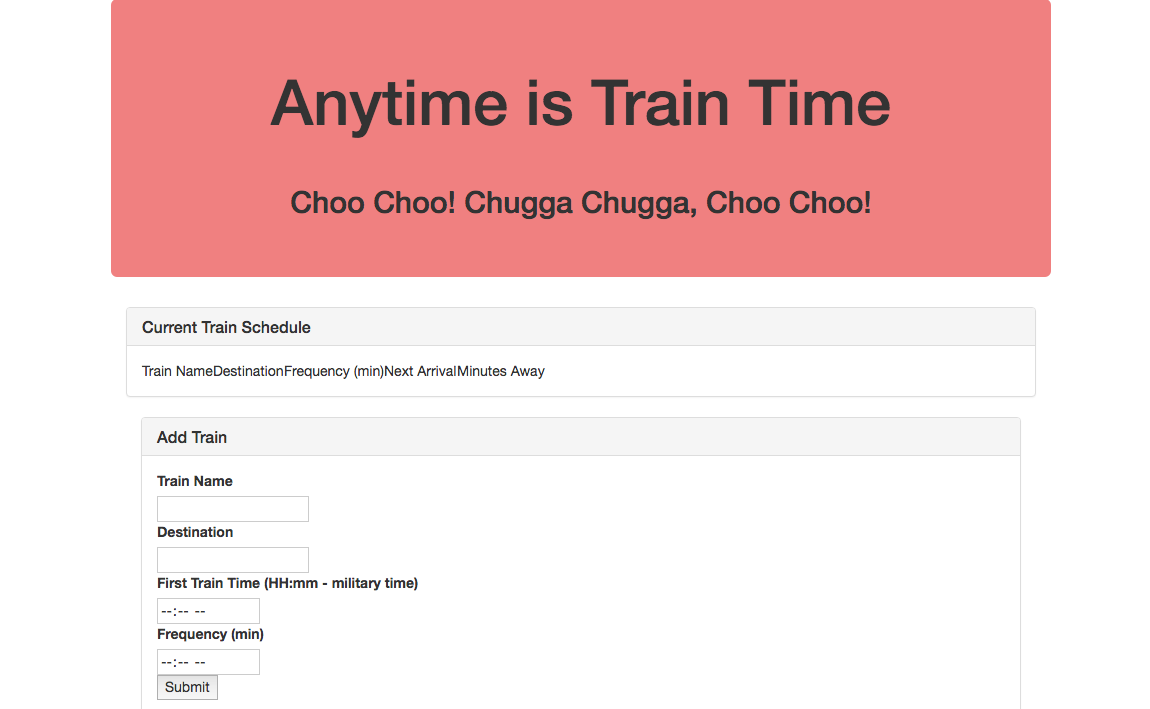 Anytime is Train Time
Choo Choo! Chugga Chugga, Choo Choo!
Current Train Schedule
Train NameDestinationFrequency (min)Next ArrivalMinutes Away
Add Train
Train Name
Destination
First Train Time (HH:mm - military time)
--:-- --
Frequency (min)
--:-- --
Submit